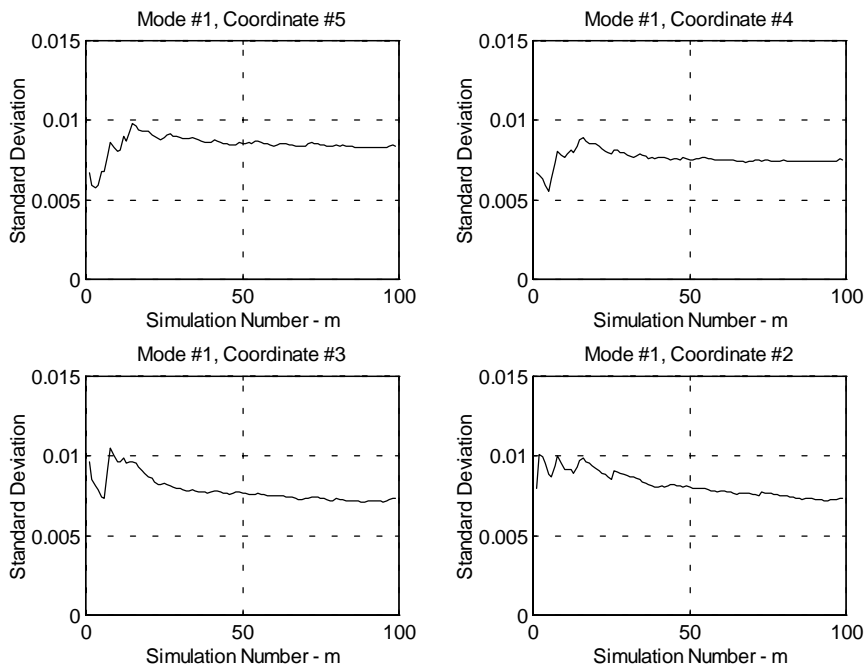 Mode #1, Coordinate #5
0.015
0.01
0.005
0
Standard Deviation
0 50 100
Simulation Number - m
Mode #1, Coordinate #4
0.015
0.01
0.005
0
Standard Deviation
0 50 100
Simulation Number - m
Mode #1, Coordinate #3
0.015
0.01
0.005
0
Standard Deviation
0 50 100
Simulation Number - m
Mode #1, Coordinate #2
0.015
0.01
0.005
0
Standard Deviation
0 50 100
Simulation Number - m